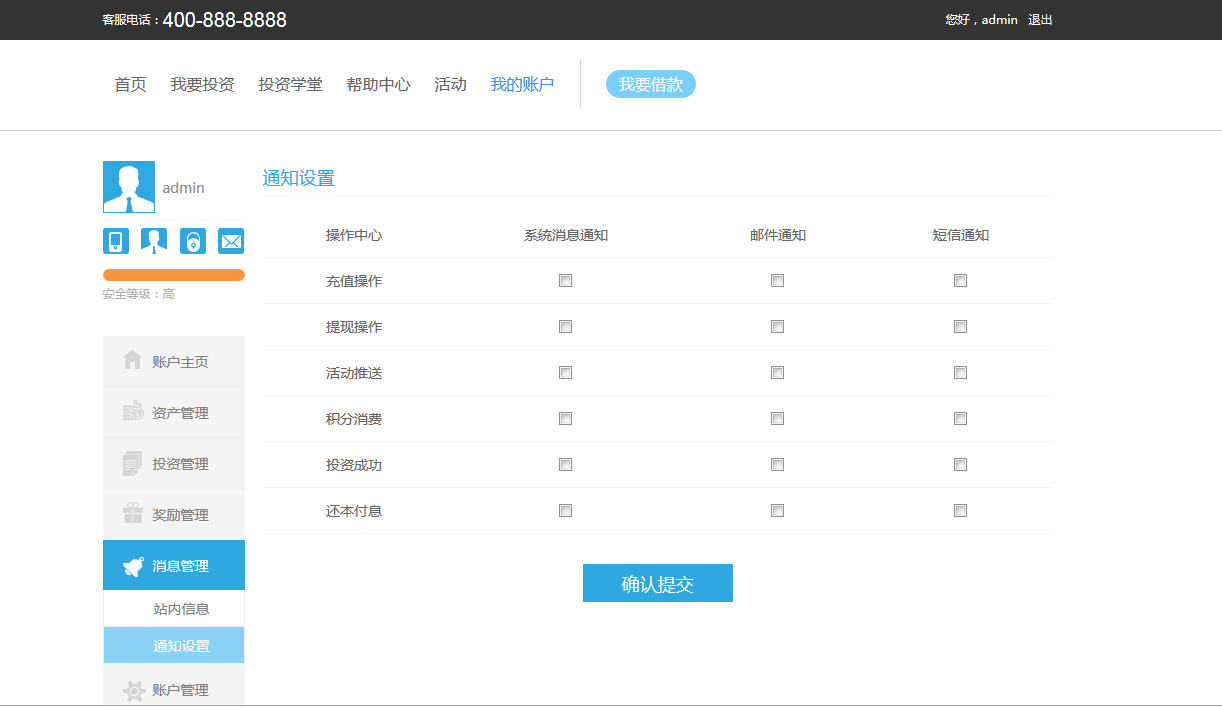 客服电话：400-888-8888
您好，admin 退出
首页 我要投资 投资学堂 帮助中心 活动 我的账户 我要借款
admin
安全等级：高
账户主页
资产管理
投资管理
奖励管理
消息管理
站内信息
通知设置
账户管理
通知设置
操作中心 系统消息通知 邮件通知 短信通知
充值操作
提现操作
活动推送
积分消费
投资成功
还本付息
确认提交